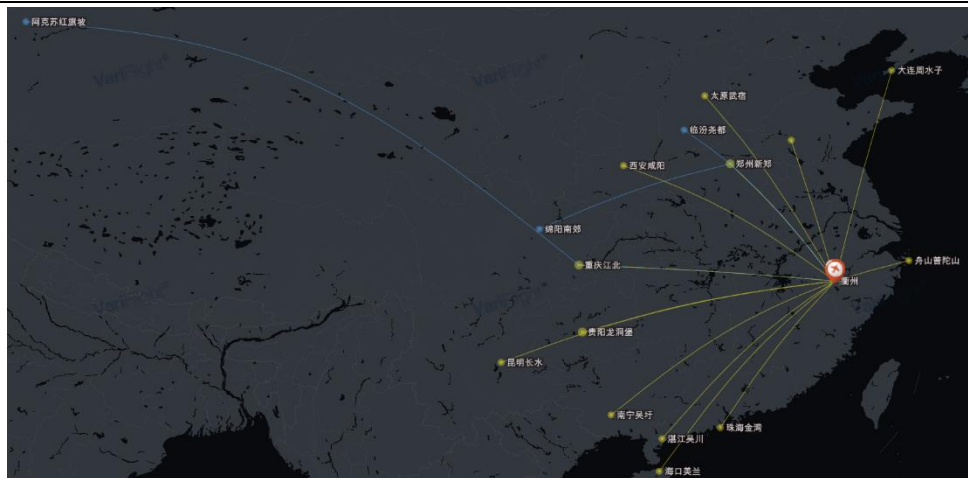 阿克苏红旗坡
大连周水子
VariFlight
太原武宿
临汾尧都
郑州新郑
西安咸阳
绵阳南郊
重庆江北
舟山普陀山
衢州
贵阳龙洞堡
昆明长水
南宁吴圩
珠海金湾
湛江吴川
海口美兰